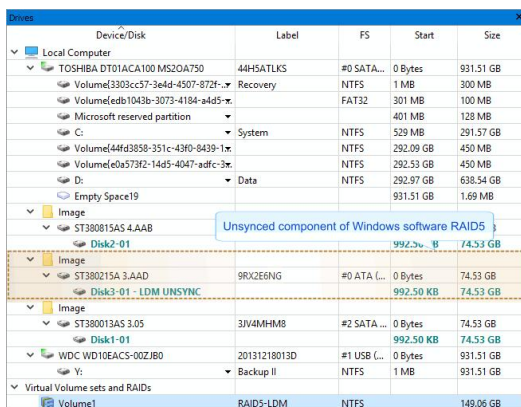 Drives
Device/Disk Label FS Start Size
Local Computer
TOSHIBA DT01ACA100 MS2OA750 44H5ATLKS #0 SATA... 0 Bytes 931.51 GB
Volume{3303cc57-3e4d-4507-872f-.. Recovery NTFS 1 MB 300 MB
Volume{edb1043b-3073-4184-a4d5- FAT32 301 MB 100 MB
Microsoft reserved partition 401 MB 128 MB
C: System NTFS 529 MB 291.57 GB
Volume{44fd3858-351c-43f0-8439-1 NTFS 292.09 GB 450 MB
Volume{e0a573f2-14d5-4047-adfc-3 NTFS 292.53 GB 450 MB
D: Data NTFS 292.97 GB 638.54 GB
Empty Space19 931.51 GB 1.69 MB
Image
Unsynced component of Windows software RAID5
ST380815AS 4.AAB
Disk2-01 992.50 74.53 GB
Image
ST380215A 3.AAD 9RX2E6NG #0 ATA (... 0 Bytes 74.53 GB
Disk3-01 - LDM UNSYNC 992.50 KB 74.53 GB
Image
ST380013AS 3.05 3JV4MHM8 #2 SATA ... 0 Bytes 74.53 GB
Disk1-01 992.50 KB 74.53 GB
WDC WD10EACS-00ZJB0 20131218013D #1 USB (... 0 Bytes 931.51 GB
Y: Backup II NTFS 1 MB 931.51 GB
Virtual Volume sets and RAIDs
Volume1 RAID5-LDM NTFS 149.06 GB